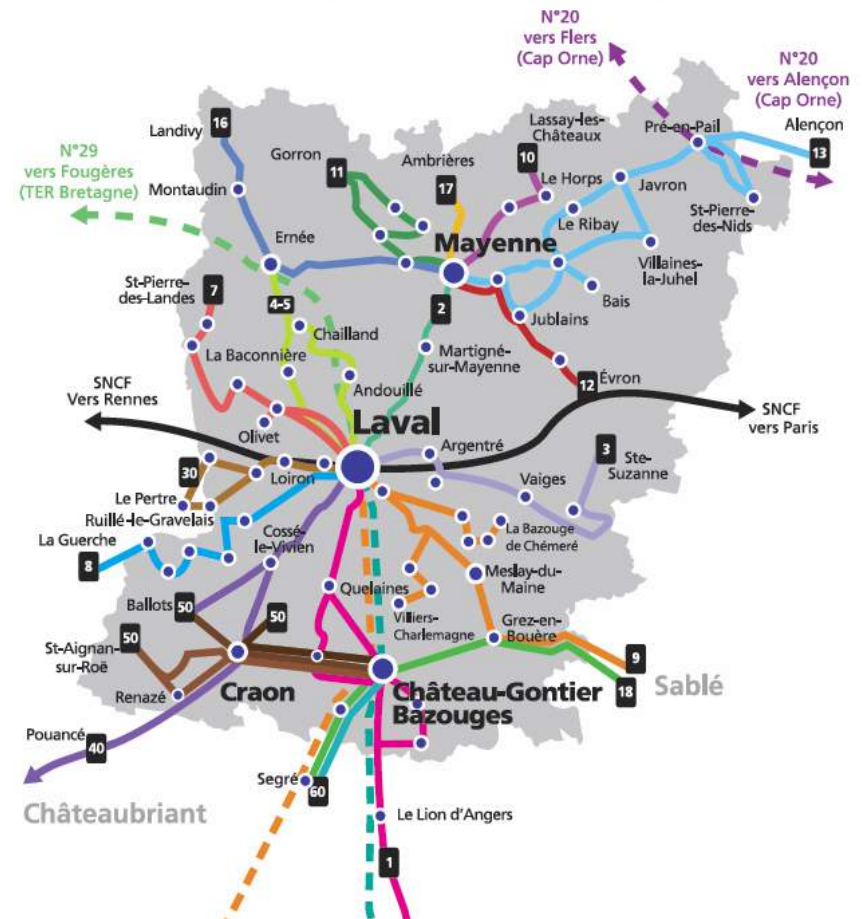 N°20
vers Flers
(Cap Orne)
N°20
vers Alençon
(Cap Orne)
Landivy
16
Lassay-les-
Châteaux
Pré-en-Pail
Alençon
13
N°29
vers Fougères
(TER Bretagne)
Gorron
11
Ambrières
17
10
Le Horps
Javron
Montaudin
St-Pierre-
des-Nids
Le Ribay
Ernée
Mayenne
Villaines-
la-Juhel
St-Pierre-
des-Landes
7
4-5
2
Bais
Jublains
Chailland
La Baconnière
Martigné-
sur-Mayenne
Andouillé
12
Évron
SNCF
Vers Rennes
SNCF
vers Paris
Olivet
Laval
Argentré
3
Ste-
Suzanne
30
Loiron
Vaiges
Le Pertre
Ruillé-le-Gravelais
La Guerche
8
Cossé-
le-Vivien
La Bazouge
de Chémeré
Meslay-du-
Maine
Quelaines
Ballots
50
50
Villiers-
Charlemagne
Grez-en-
Bouère
50
St-Aignan-
sur-Roë
9
18
Sablé
Renazé
Craon
Château-Gontier
Bazouges
Pouancé
40
Segré
60
Châteaubriant
Le Lion d'Angers
1